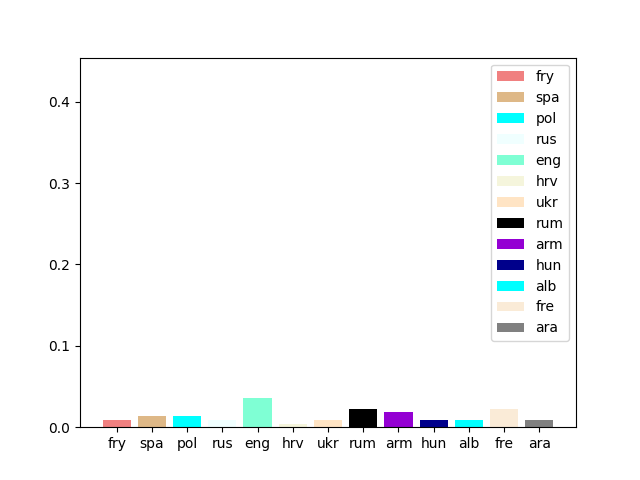 0.4
0.3
0.2
0.1
0.0
fry
spa
pol
rus
eng
hrv
ukr
rum
arm
hun
alb
fre
ara
fry spa pol rus eng hrv ukr rum arm hun alb fre ara